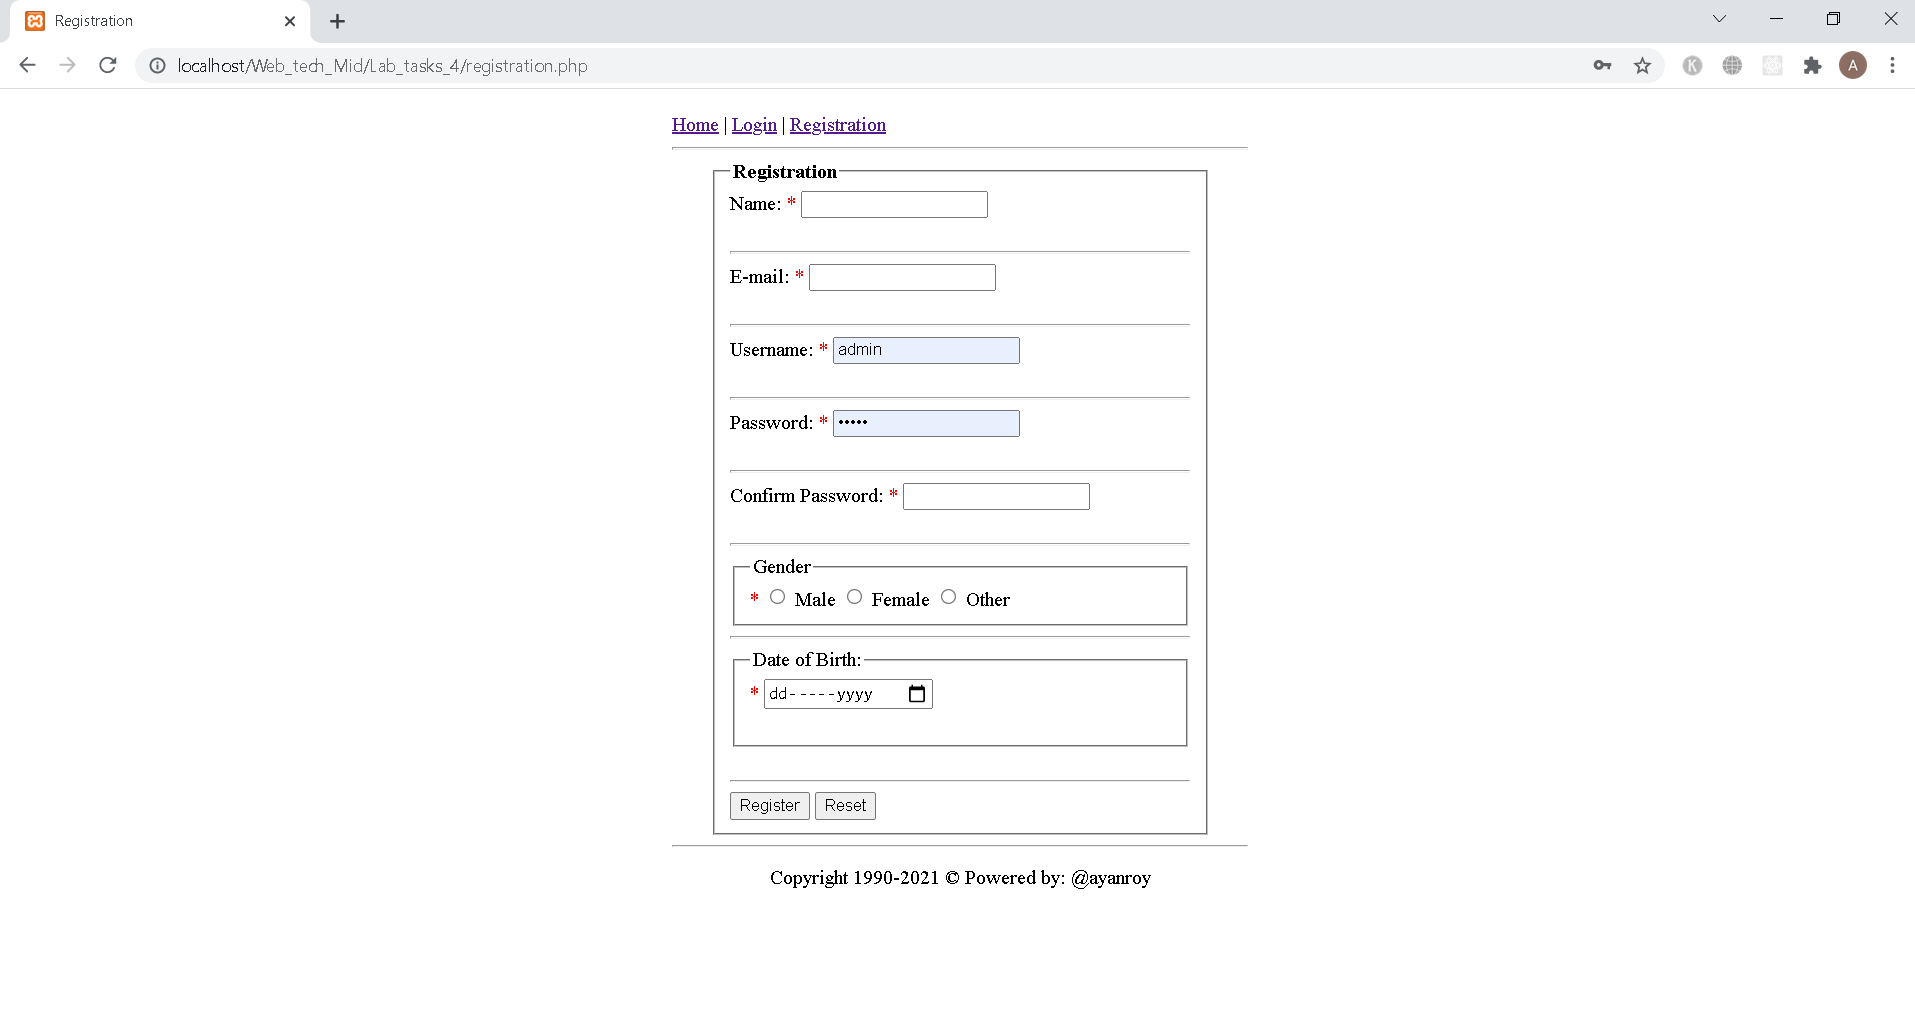 Registration
localhost/Web_tech_Mid/Lab_tasks_4/registration.php
K
A
Home | Login | Registration
Registration
Name: *
E-mail: *
Username: * admin
Password: * •••••
Confirm Password: *
Gender
* Male Female Other
Date of Birth:
* dd-----yyyy
Register Reset
Copyright 1990-2021 © Powered by: @ayanroy